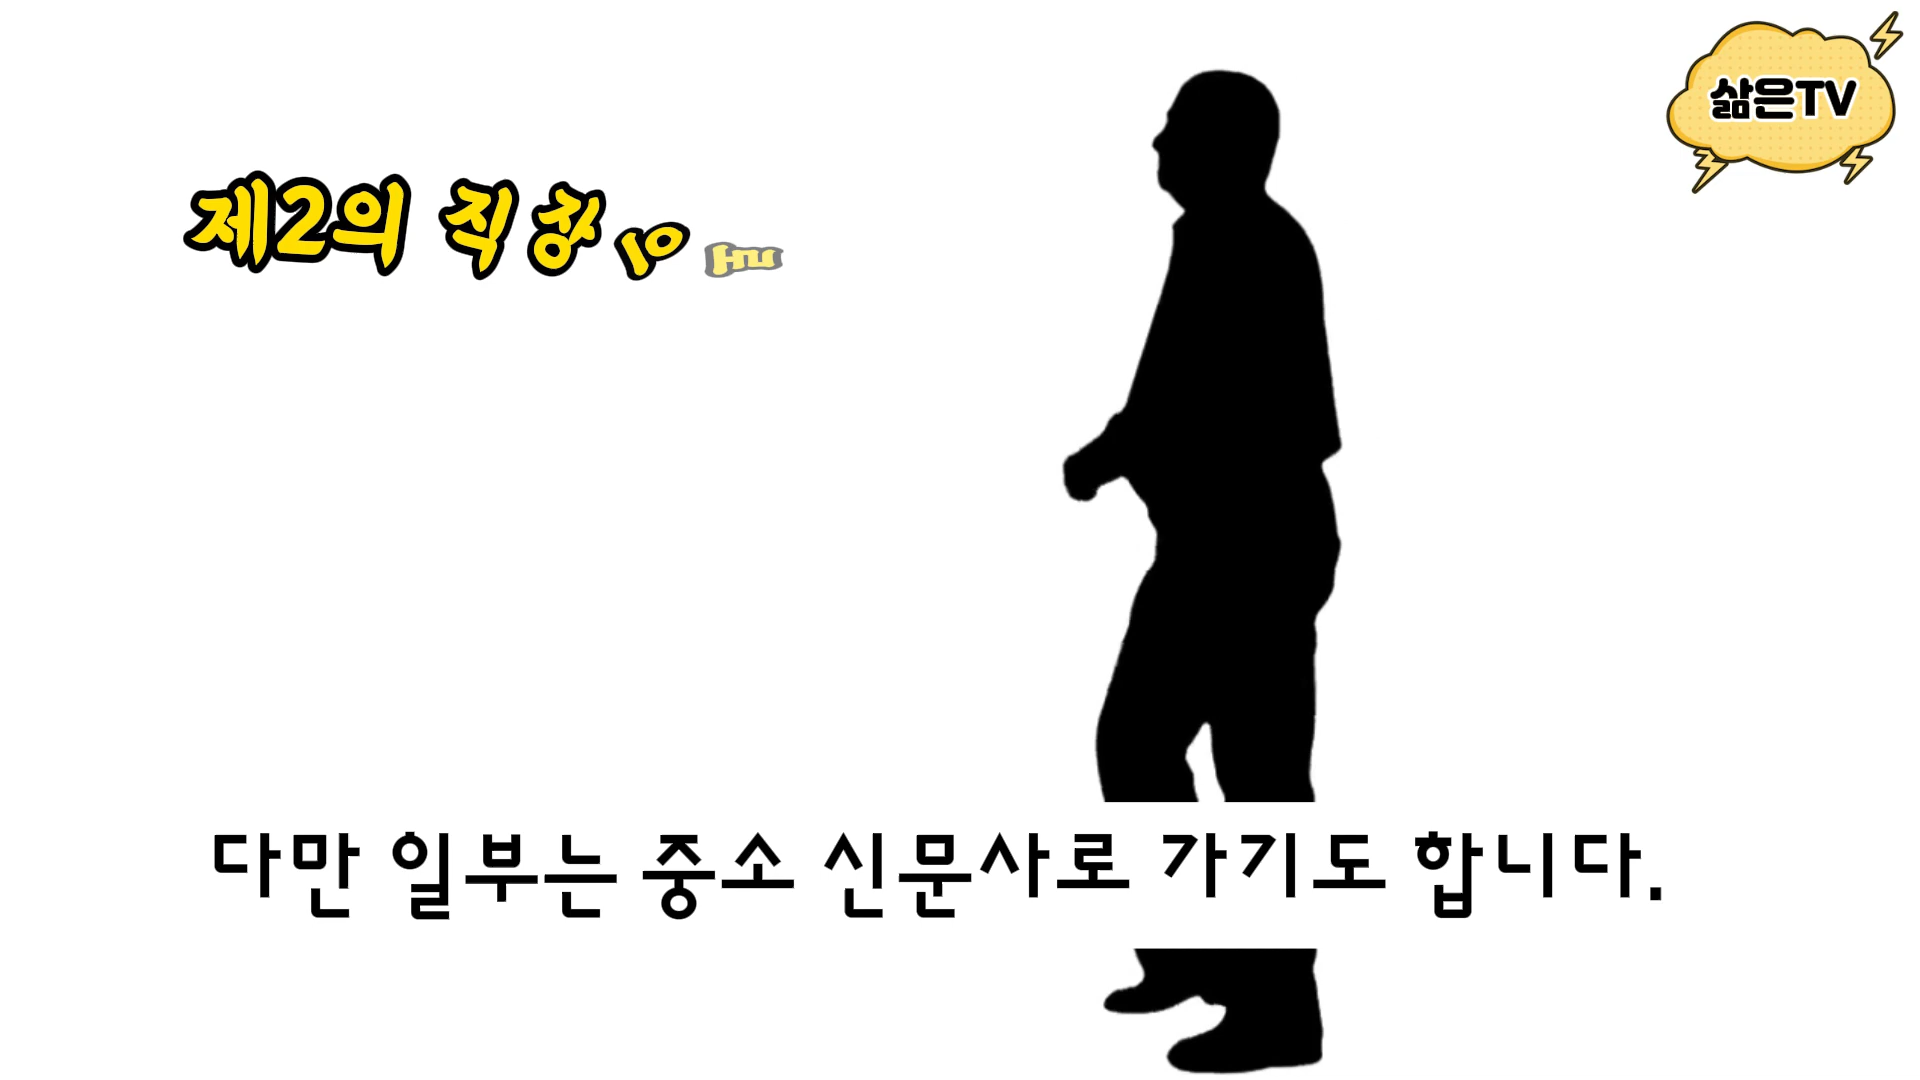 삶은TV
제2의 직장
다만 일부는 중소 신문사로 가기도 합니다.